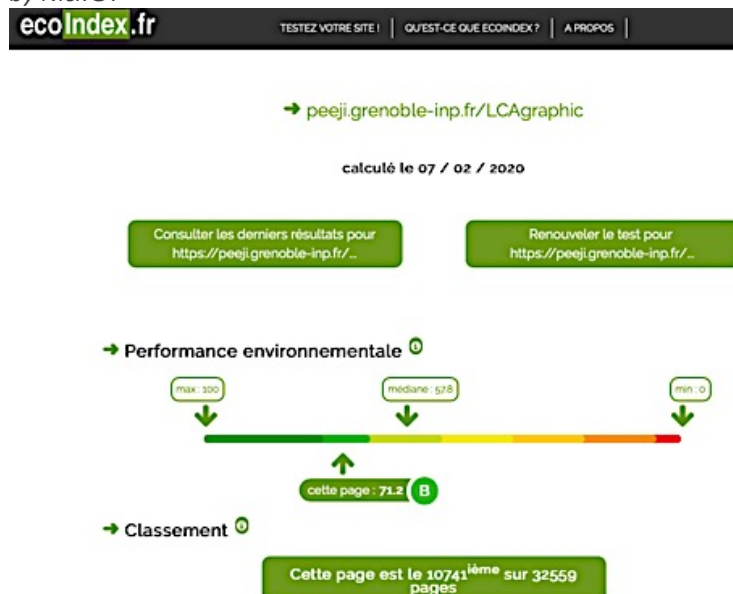 ecoIndex.fr
TESTEZ VOTRE SITE ! | QU'EST-CE QUE ECOINDEX ? | A PROPOS |
➔ peeji.grenoble-inp.fr/LCAgraphic
calculé le 07 / 02 / 2020
Consulter les derniers résultats pour
https://peeji.grenoble-inp.fr/...
Renouveler le test pour
https://peeji.grenoble-inp.fr/...
➔ Performance environnementale
max : 100
médiane : 57.8
min : 0
cette page : 71.2 B
➔ Classement
Cette page est le 10741ième sur 32559
pages